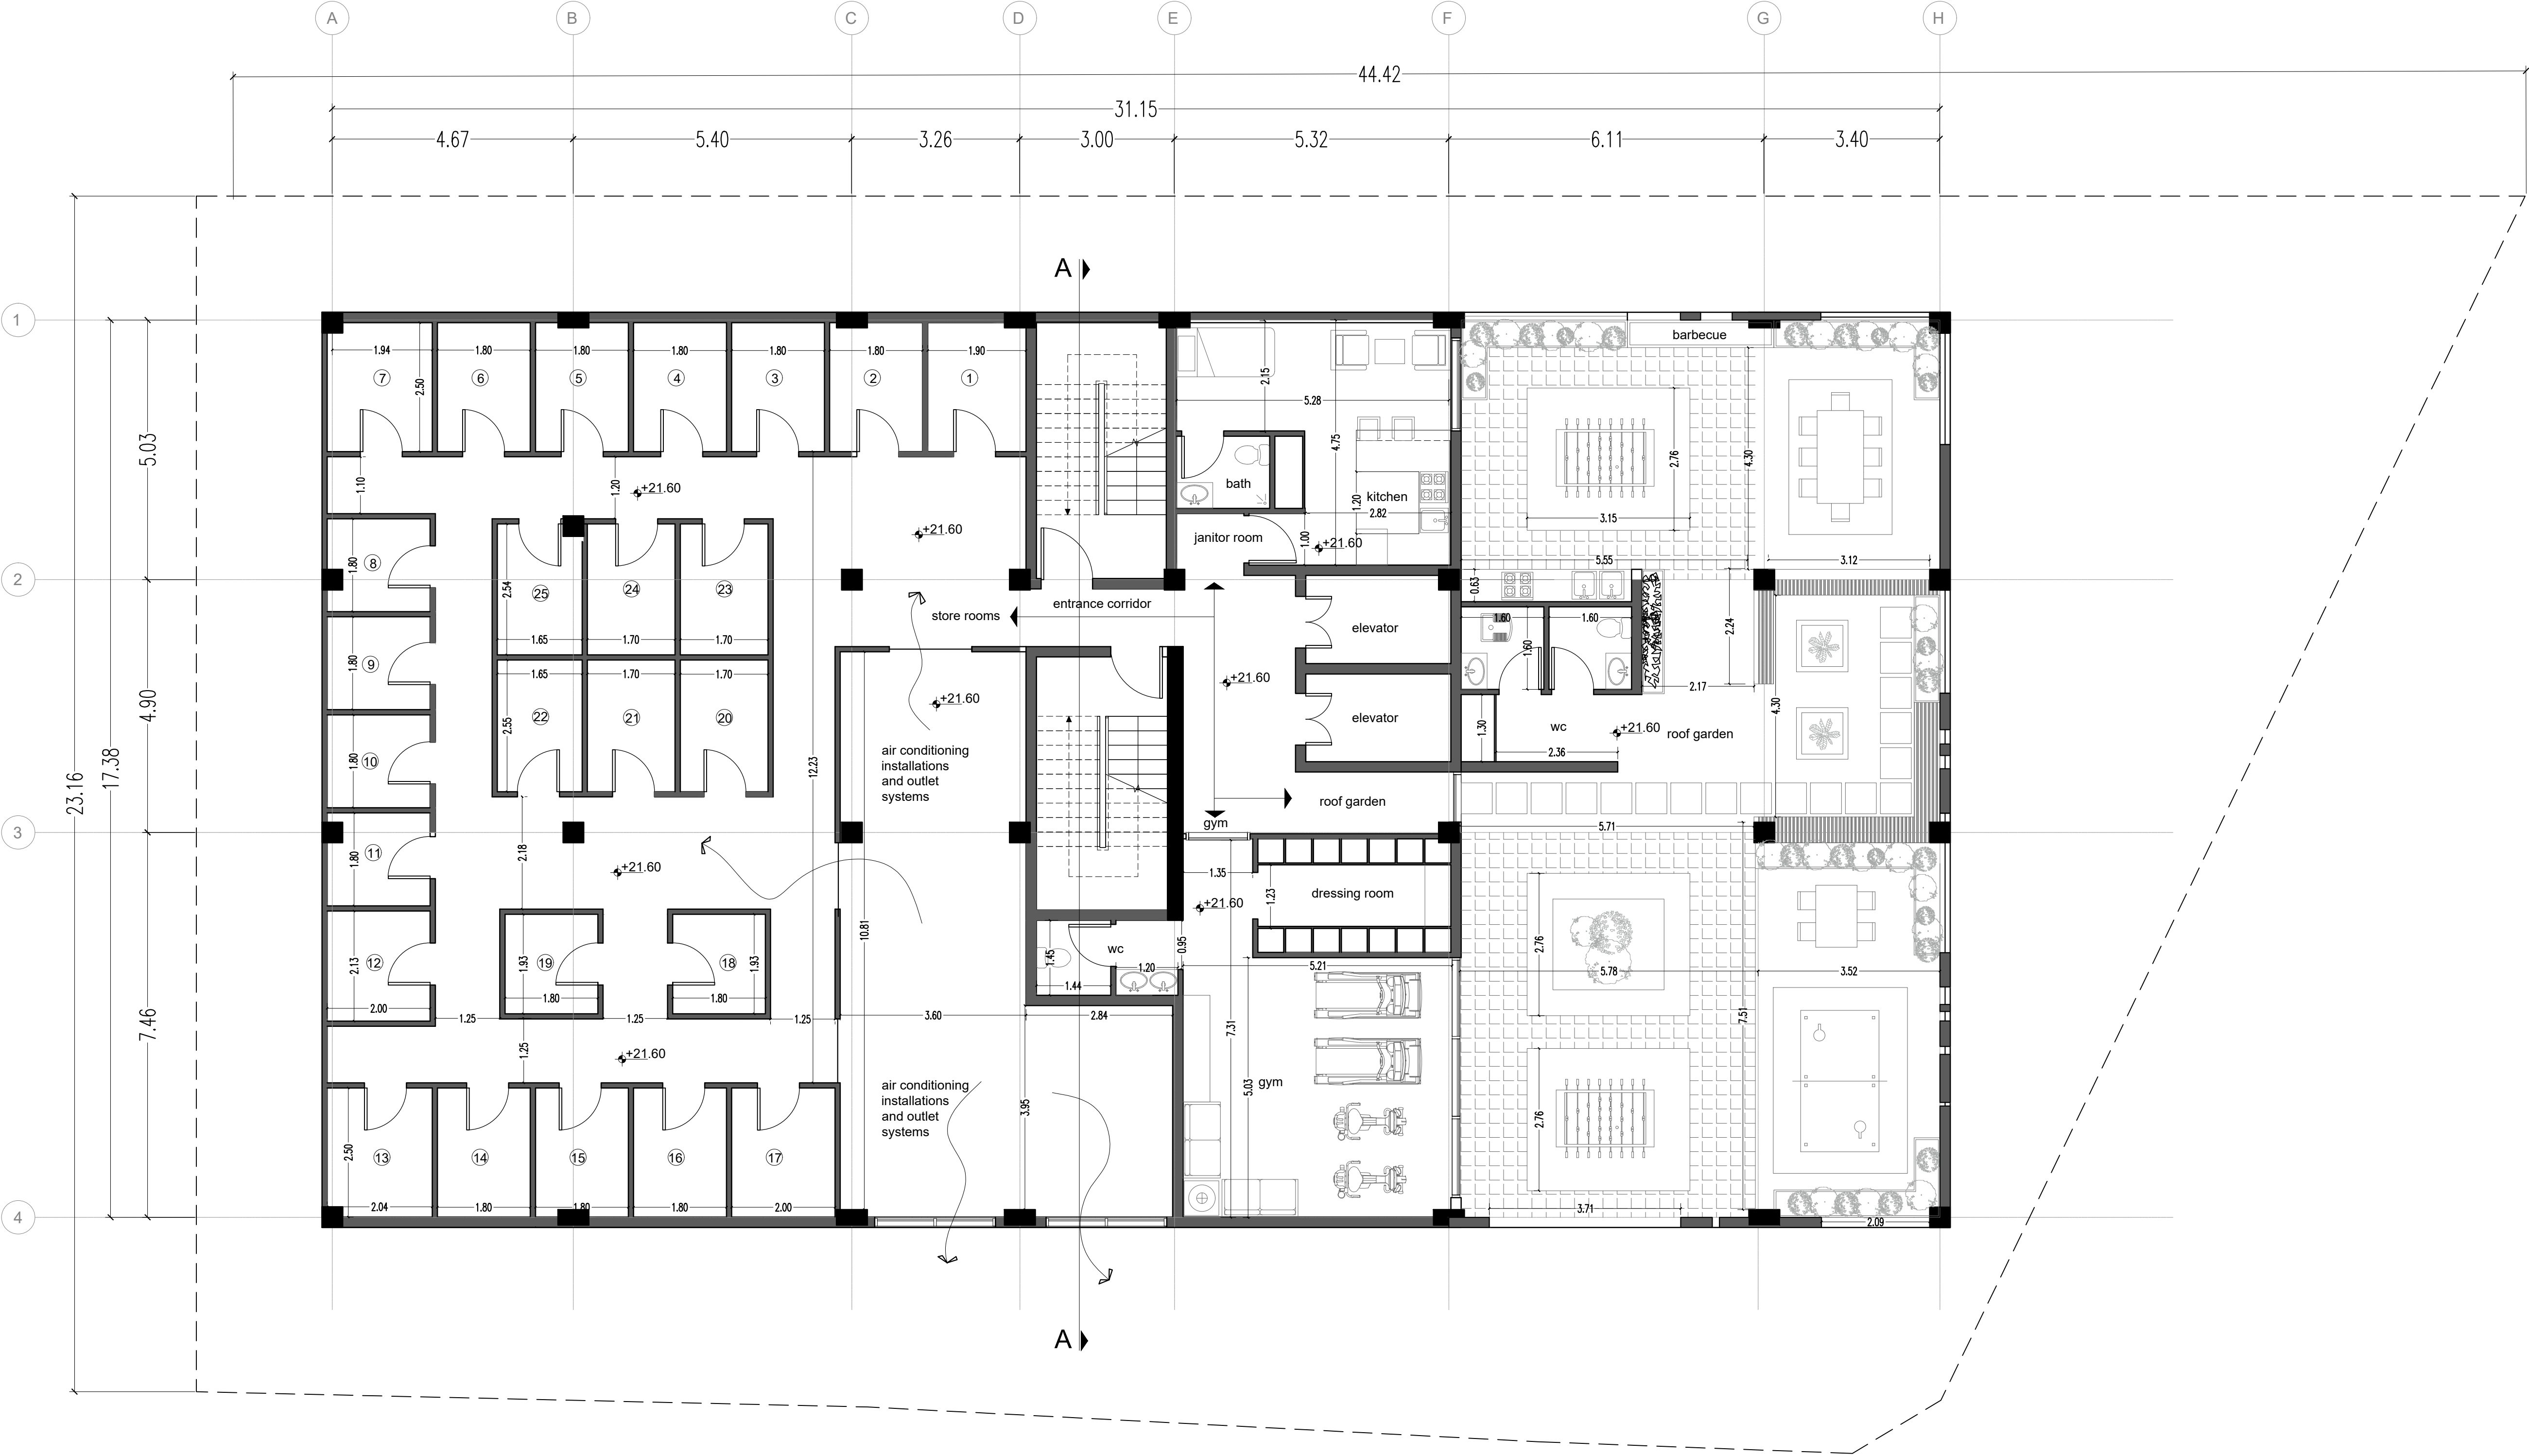 A B C D E F G H
44.42
31.15
4.67 5.40 3.26 3.00 5.32 6.11 3.40
A
1
barbecue
1.94 1.80 1.80 1.80 1.80 1.80 1.90
7 6 5 4 3 2 1
2.50
2.15
5.28
4.75
2.76
4.30
5.03
bath
kitchen
1.10
1.20
+21.60
1.20
2.82
3.15
+21.60
janitor room
1.00
+21.60
5.55
3.12
8
1.80
2
2.54
25 24 23
0.63
entrance corridor
store rooms
elevator
1.60 1.60
1.60
2.24
1.65 1.70 1.70
9
1.80
1.65 1.70 1.70
+21.60
2.17
22 21 20
2.55
+21.60
4.90
elevator
1.30
wc
+21.60
roof garden
4.30
2.36
10
1.80
air conditioning
installations
and outlet
systems
12.23
17.38
23.16
roof garden
gym
3
5.71
11
1.80
2.18
+21.60
1.35
1.23
dressing room
+21.60
10.81
12
2.13
19
1.93
18
1.93
wc
0.95
1.45
1.20
5.21
2.76
5.78
3.52
1.44
2.00
1.80 1.80
1.25 1.25 1.25
3.60
2.84
7.46
7.31
7.51
1.25
+21.60
air conditioning
installations
and outlet
systems
gym
5.03
3.95
2.76
2.50
13 14 15 16 17
2.04 1.80 1.80 1.80 2.00
3.71
4
2.09
A